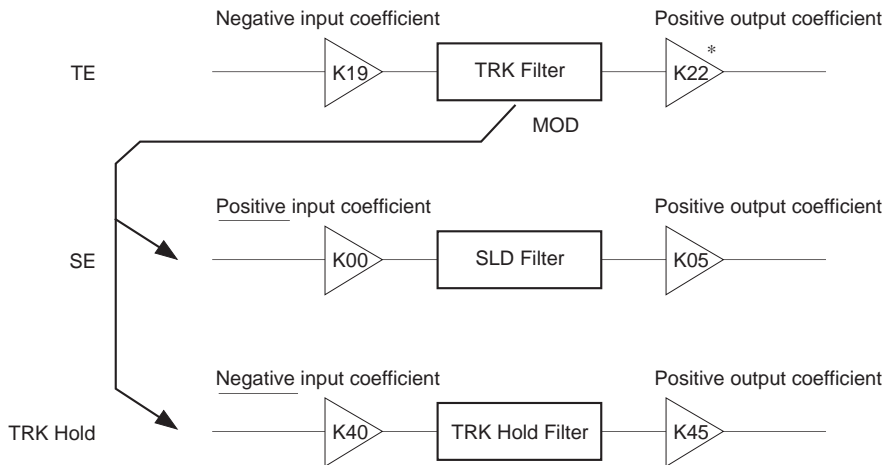 Negative input coefficient
Positive output coefficient
TE
K19
TRK Filter
K22
*
MOD
Positive input coefficient
Positive output coefficient
SE
K00
SLD Filter
K05
Negative input coefficient
Positive output coefficient
TRK Hold
K40
TRK Hold Filter
K45